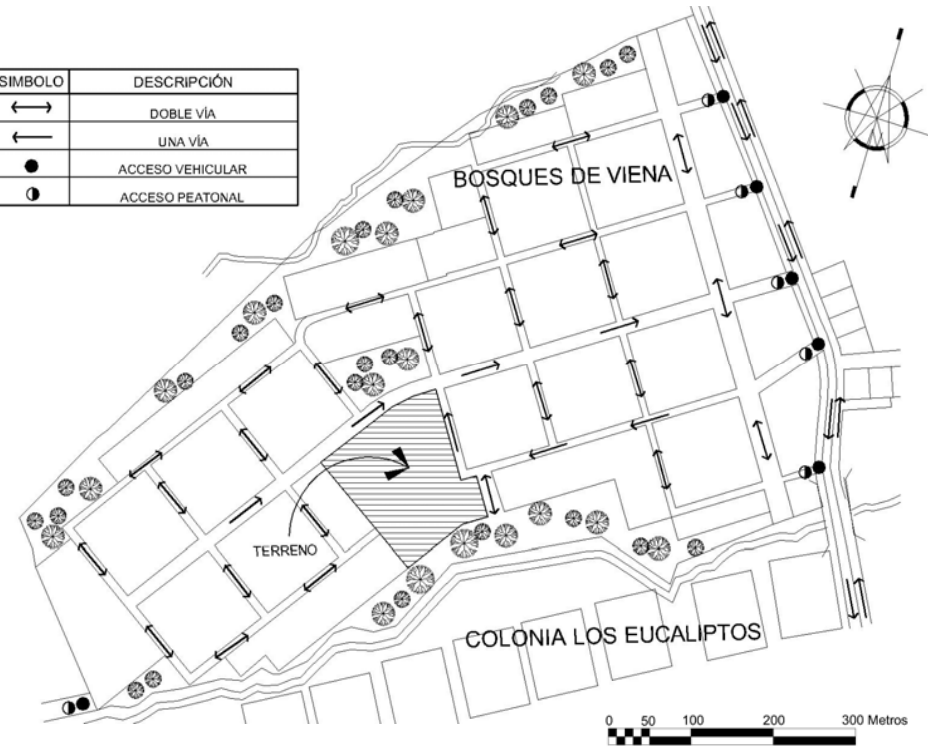 SIMBOLO DESCRIPCIÓN
DOBLE VÍA
UNA VÍA
ACCESO VEHICULAR
ACCESO PEATONAL
BOSQUES DE VIENA
TERRENO
COLONIA LOS EUCALIPTOS
0 50 100 200 300 Metros